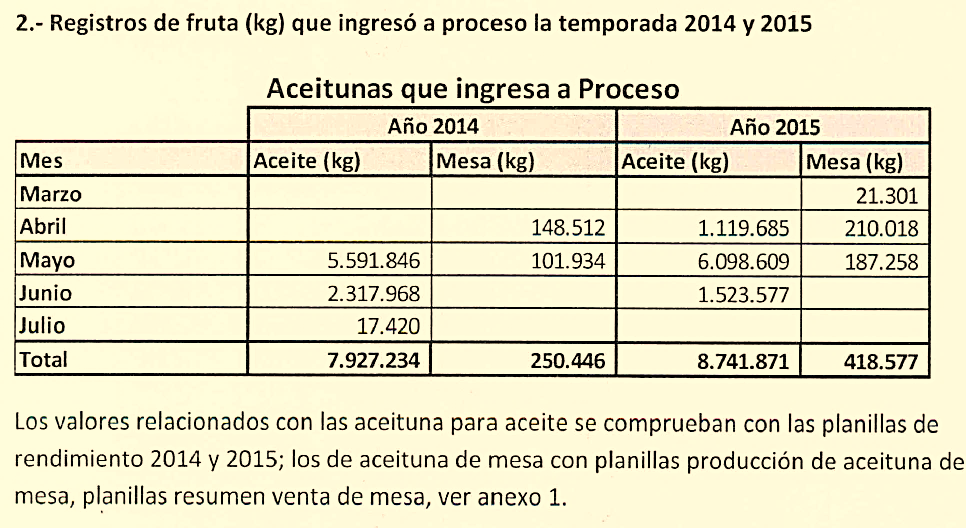 2.- Registros de fruta (kg) que ingresó a proceso la temporada 2014 y 2015
Aceitunas que ingresa a Proceso
Año 2014 Año 2015
Mes Aceite (kg) Mesa (kg) Aceite (kg) Mesa (kg)
Marzo 21.301
Abril 148.512 1.119.685 210.018
Mayo 5.591.846 101.934 6.098.609 187.258
Junio 2.317.968 1.523.577
Julio 17.420
Total 7.927.234 250.446 8.741.871 418.577
Los valores relacionados con las aceituna para aceite se comprueban con las planillas de
rendimiento 2014 y 2015; los de aceituna de mesa con planillas producción de aceituna de
mesa, planillas resumen venta de mesa, ver anexo 1.